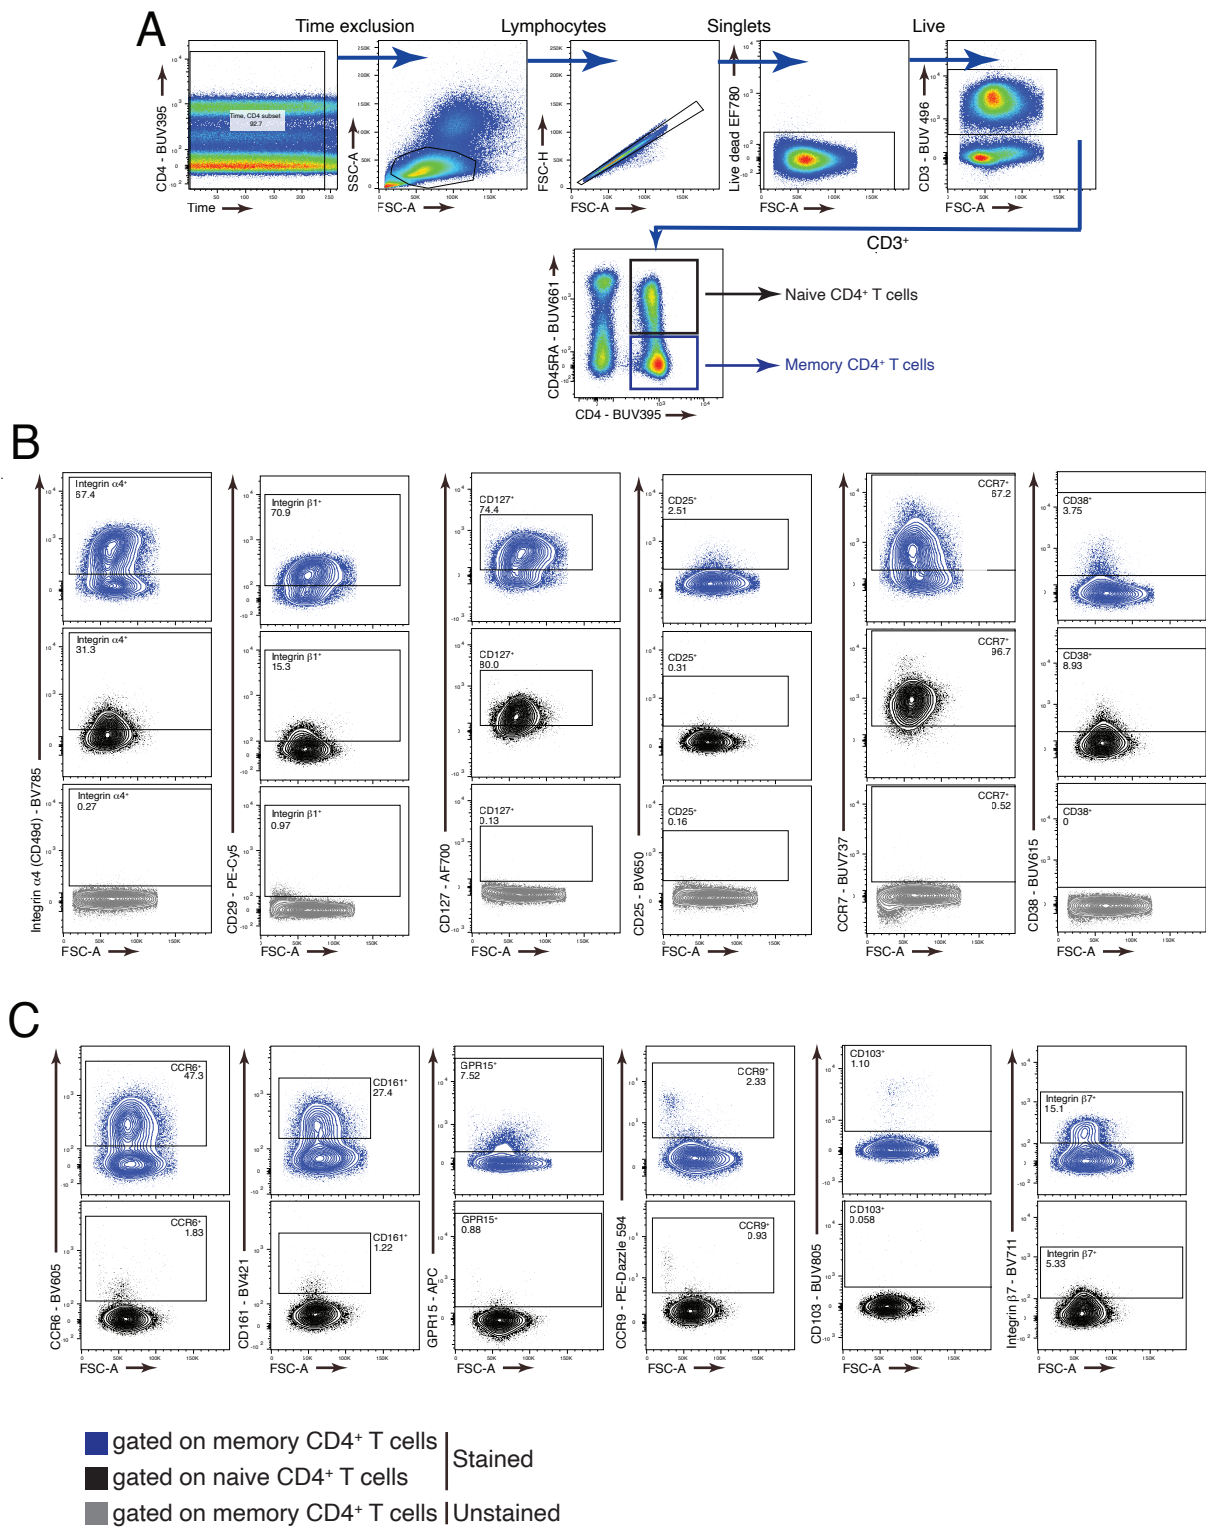 A
Time exclusion
Lymphocytes
Singlets
Live
CD4 - BUV395
Time, CD4 subset
92.7
Time
SSC-A
FSC-A
FSC-H
FSC-A
Live dead EF780
FSC-A
CD3 - BUV 496
FSC-A
CD3⁺
CD45RA - BUV661
CD4 - BUV395
Naive CD4⁺ T cells
Memory CD4⁺ T cells
B
Integrin α4 (CD49d) - BV785
Integrin α4⁺
67.4
Integrin α4⁺
31.3
Integrin α4⁺
0.27
FSC-A
CD29 - PE-Cy5
Integrin β1⁺
70.9
Integrin β1⁺
15.3
Integrin β1⁺
0.97
FSC-A
CD127 - AF700
CD127⁺
74.4
CD127⁺
80.0
CD127⁺
0.13
FSC-A
CD25 - BV650
CD25⁺
2.51
CD25⁺
0.31
CD25⁺
0.16
FSC-A
CCR7 - BUV737
CCR7⁺
67.2
CCR7⁺
96.7
CCR7⁺
0.52
FSC-A
CD38 - BUV615
CD38⁺
3.75
CD38⁺
8.93
CD38⁺
0
FSC-A
C
CCR6 - BV605
CCR6⁺
47.3
CCR6⁺
1.83
FSC-A
CD161 - BV421
CD161⁺
27.4
CD161⁺
1.22
FSC-A
GPR15 - APC
GPR15⁺
7.52
GPR15⁺
0.88
FSC-A
CCR9 - PE-Dazzle 594
CCR9⁺
2.33
CCR9⁺
0.93
FSC-A
CD103 - BUV805
CD103⁺
1.10
CD103⁺
0.058
FSC-A
Integrin β7 - BV711
Integrin β7⁺
15.1
Integrin β7⁺
5.33
FSC-A
gated on memory CD4⁺ T cells
gated on naive CD4⁺ T cells
Stained
gated on memory CD4⁺ T cells
Unstained